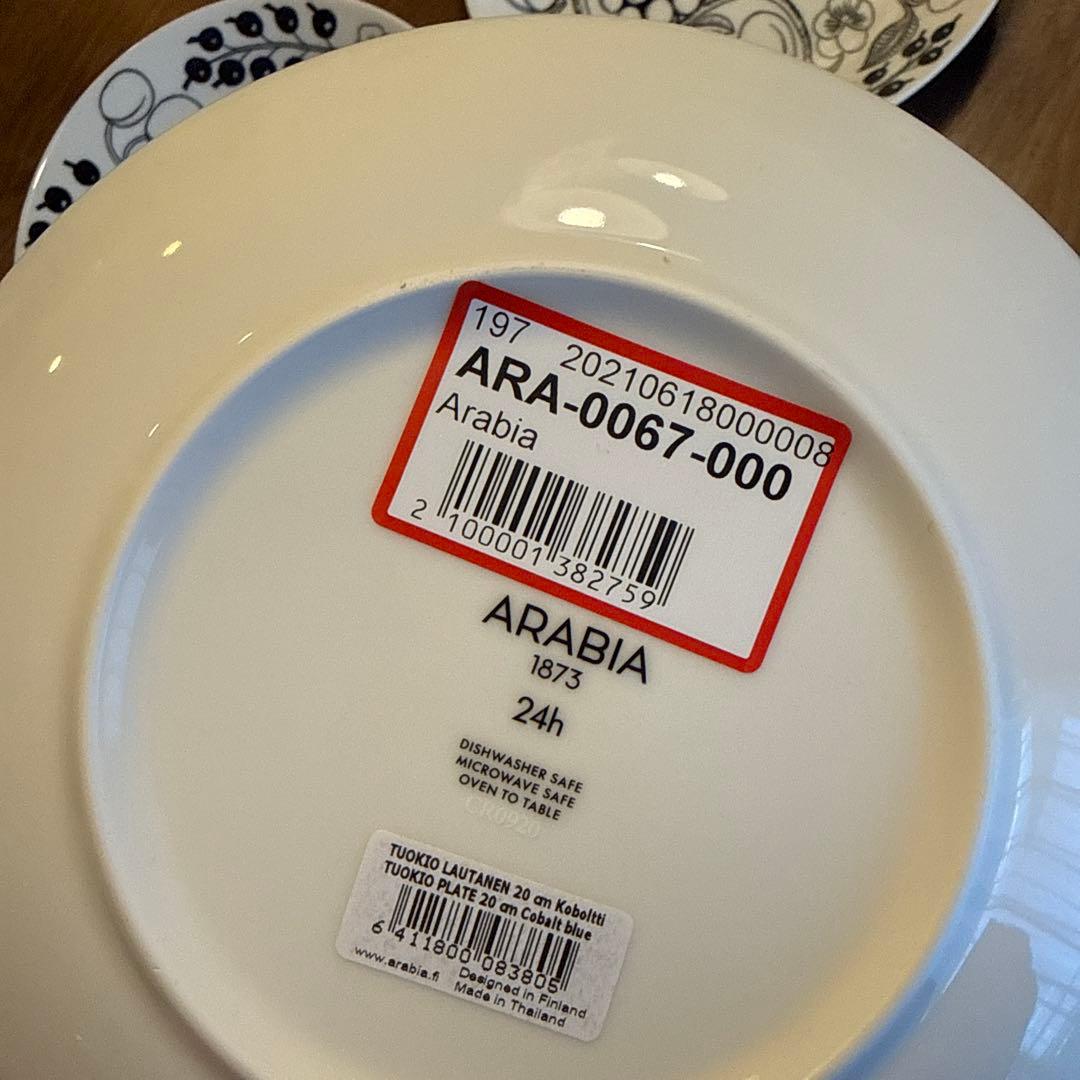 197 20210618000008
ARA-0067-000
Arabia
2 100001 382759
ARABIA
1873
24h
DISHWASHER SAFE
MICROWAVE SAFE
OVEN TO TABLE
CR0920
TUOKIO LAUTANEN 20 cm Koboltti
TUOKIO PLATE 20 cm Cobalt blue
6 411800 083805
www.arabia.fi Designed in Finland
Made in Thailand